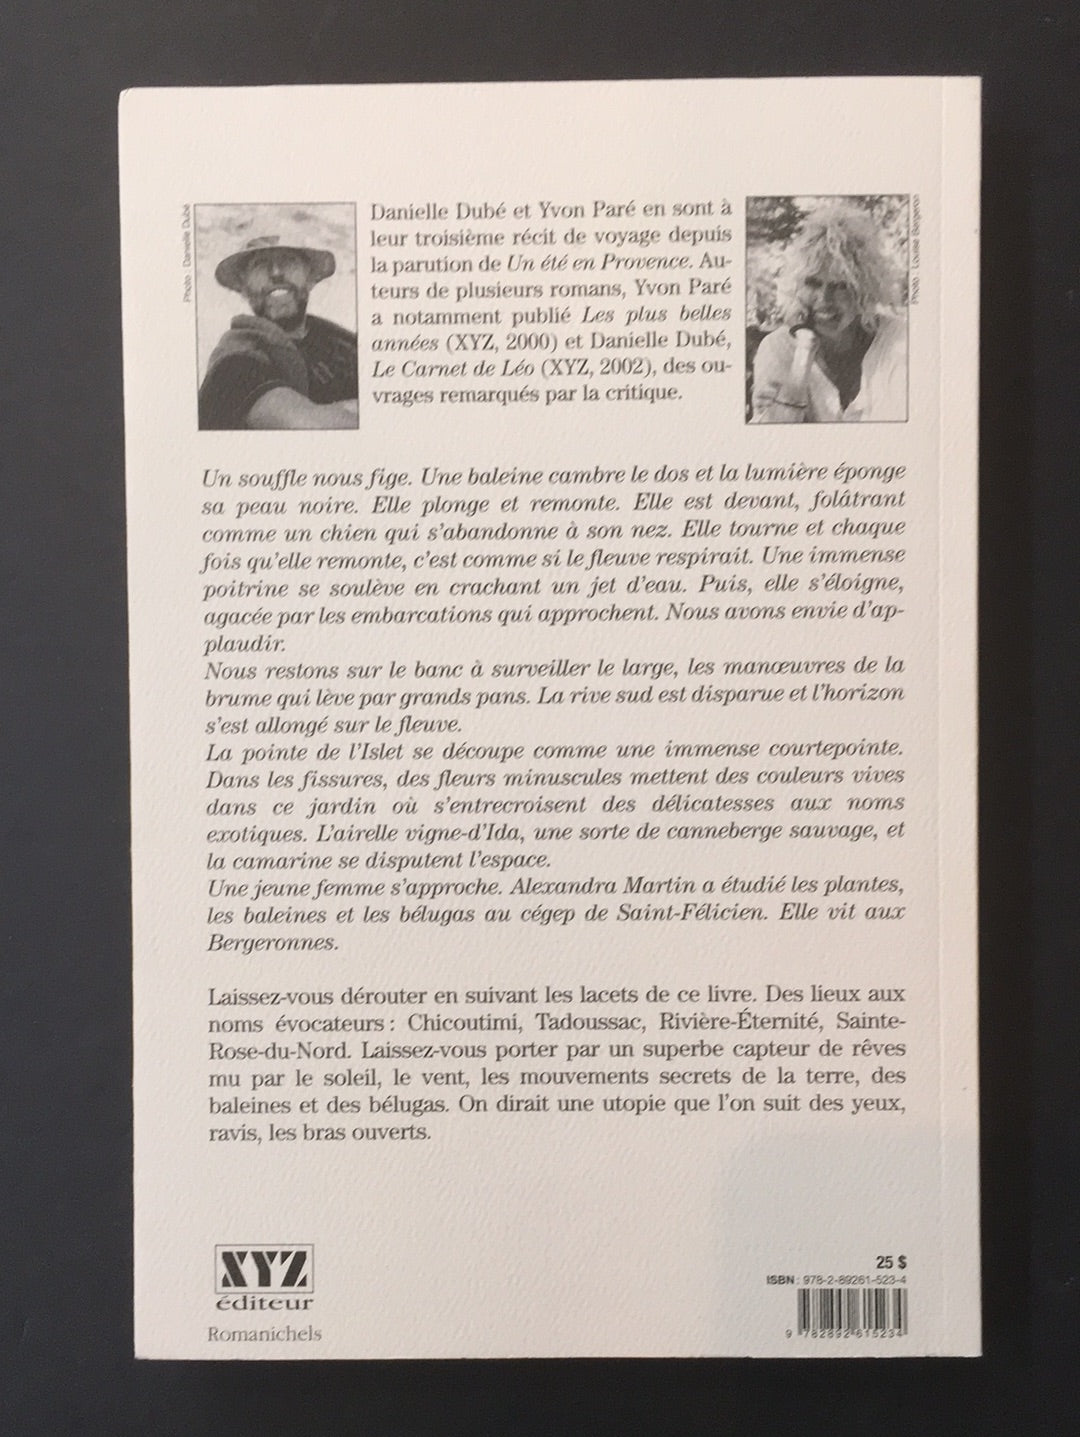 Photo : Danielle Dubé
Danielle Dubé et Yvon Paré en sont à
leur troisième récit de voyage depuis
la parution de Un été en Provence. Au-
teurs de plusieurs romans, Yvon Paré
a notamment publié Les plus belles
années (XYZ, 2000) et Danielle Dubé,
Le Carnet de Léo (XYZ, 2002), des ou-
vrages remarqués par la critique.
Photo : Louise Bergeron
Un souffle nous fige. Une baleine cambre le dos et la lumière éponge
sa peau noire. Elle plonge et remonte. Elle est devant, folâtrant
comme un chien qui s'abandonne à son nez. Elle tourne et chaque
fois qu'elle remonte, c'est comme si le fleuve respirait. Une immense
poitrine se soulève en crachant un jet d'eau. Puis, elle s'éloigne,
agacée par les embarcations qui approchent. Nous avons envie d'ap-
plaudir.
Nous restons sur le banc à surveiller le large, les manœuvres de la
brume qui lève par grands pans. La rive sud est disparue et l'horizon
s'est allongé sur le fleuve.
La pointe de l'Islet se découpe comme une immense courtepointe.
Dans les fissures, des fleurs minuscules mettent des couleurs vives
dans ce jardin où s'entrecroisent des délicatesses aux noms
exotiques. L'airelle vigne-d'Ida, une sorte de canneberge sauvage, et
la camarine se disputent l'espace.
Une jeune femme s'approche. Alexandra Martin a étudié les plantes,
les baleines et les bélugas au cégep de Saint-Félicien. Elle vit aux
Bergeronnes.
Laissez-vous dérouter en suivant les lacets de ce livre. Des lieux aux
noms évocateurs : Chicoutimi, Tadoussac, Rivière-Éternité, Sainte-
Rose-du-Nord. Laissez-vous porter par un superbe capteur de rêves
mu par le soleil, le vent, les mouvements secrets de la terre, des
baleines et des bélugas. On dirait une utopie que l'on suit des yeux,
ravis, les bras ouverts.
XYZ
éditeur
Romanichels
25 $
ISBN : 978-2-89261-523-4
9 782892 615234